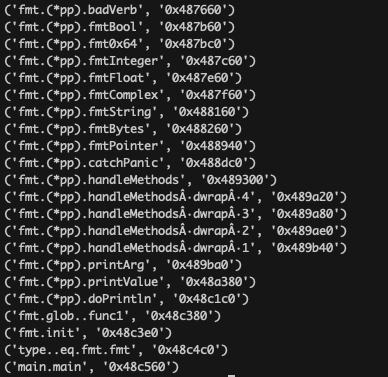 ('fmt.(*pp).badVerb', '0x487660')
('fmt.(*pp).fmtBool', '0x487b60')
('fmt.(*pp).fmt0x64', '0x487bc0')
('fmt.(*pp).fmtInteger', '0x487c60')
('fmt.(*pp).fmtFloat', '0x487e60')
('fmt.(*pp).fmtComplex', '0x487f60')
('fmt.(*pp).fmtString', '0x488160')
('fmt.(*pp).fmtBytes', '0x488260')
('fmt.(*pp).fmtPointer', '0x488940')
('fmt.(*pp).catchPanic', '0x488dc0')
('fmt.(*pp).handleMethods', '0x489300')
('fmt.(*pp).handleMethodsÂ·dwrapÂ·4', '0x489a20')
('fmt.(*pp).handleMethodsÂ·dwrapÂ·3', '0x489a80')
('fmt.(*pp).handleMethodsÂ·dwrapÂ·2', '0x489ae0')
('fmt.(*pp).handleMethodsÂ·dwrapÂ·1', '0x489b40')
('fmt.(*pp).printArg', '0x489ba0')
('fmt.(*pp).printValue', '0x48a380')
('fmt.(*pp).doPrintln', '0x48c1c0')
('fmt.glob..func1', '0x48c380')
('fmt.init', '0x48c3e0')
('type..eq.fmt.fmt', '0x48c4c0')
('main.main', '0x48c560')